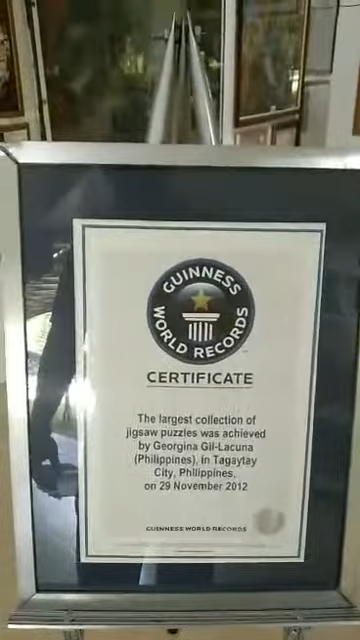 GUINNESS
WORLD RECORDS
CERTIFICATE
The largest collection of
jigsaw puzzles was achieved
by Georgina Gil-Lacuna
(Philippines), in Tagaytay
City, Philippines,
on 29 November 2012
GUINNESS WORLD RECORDS